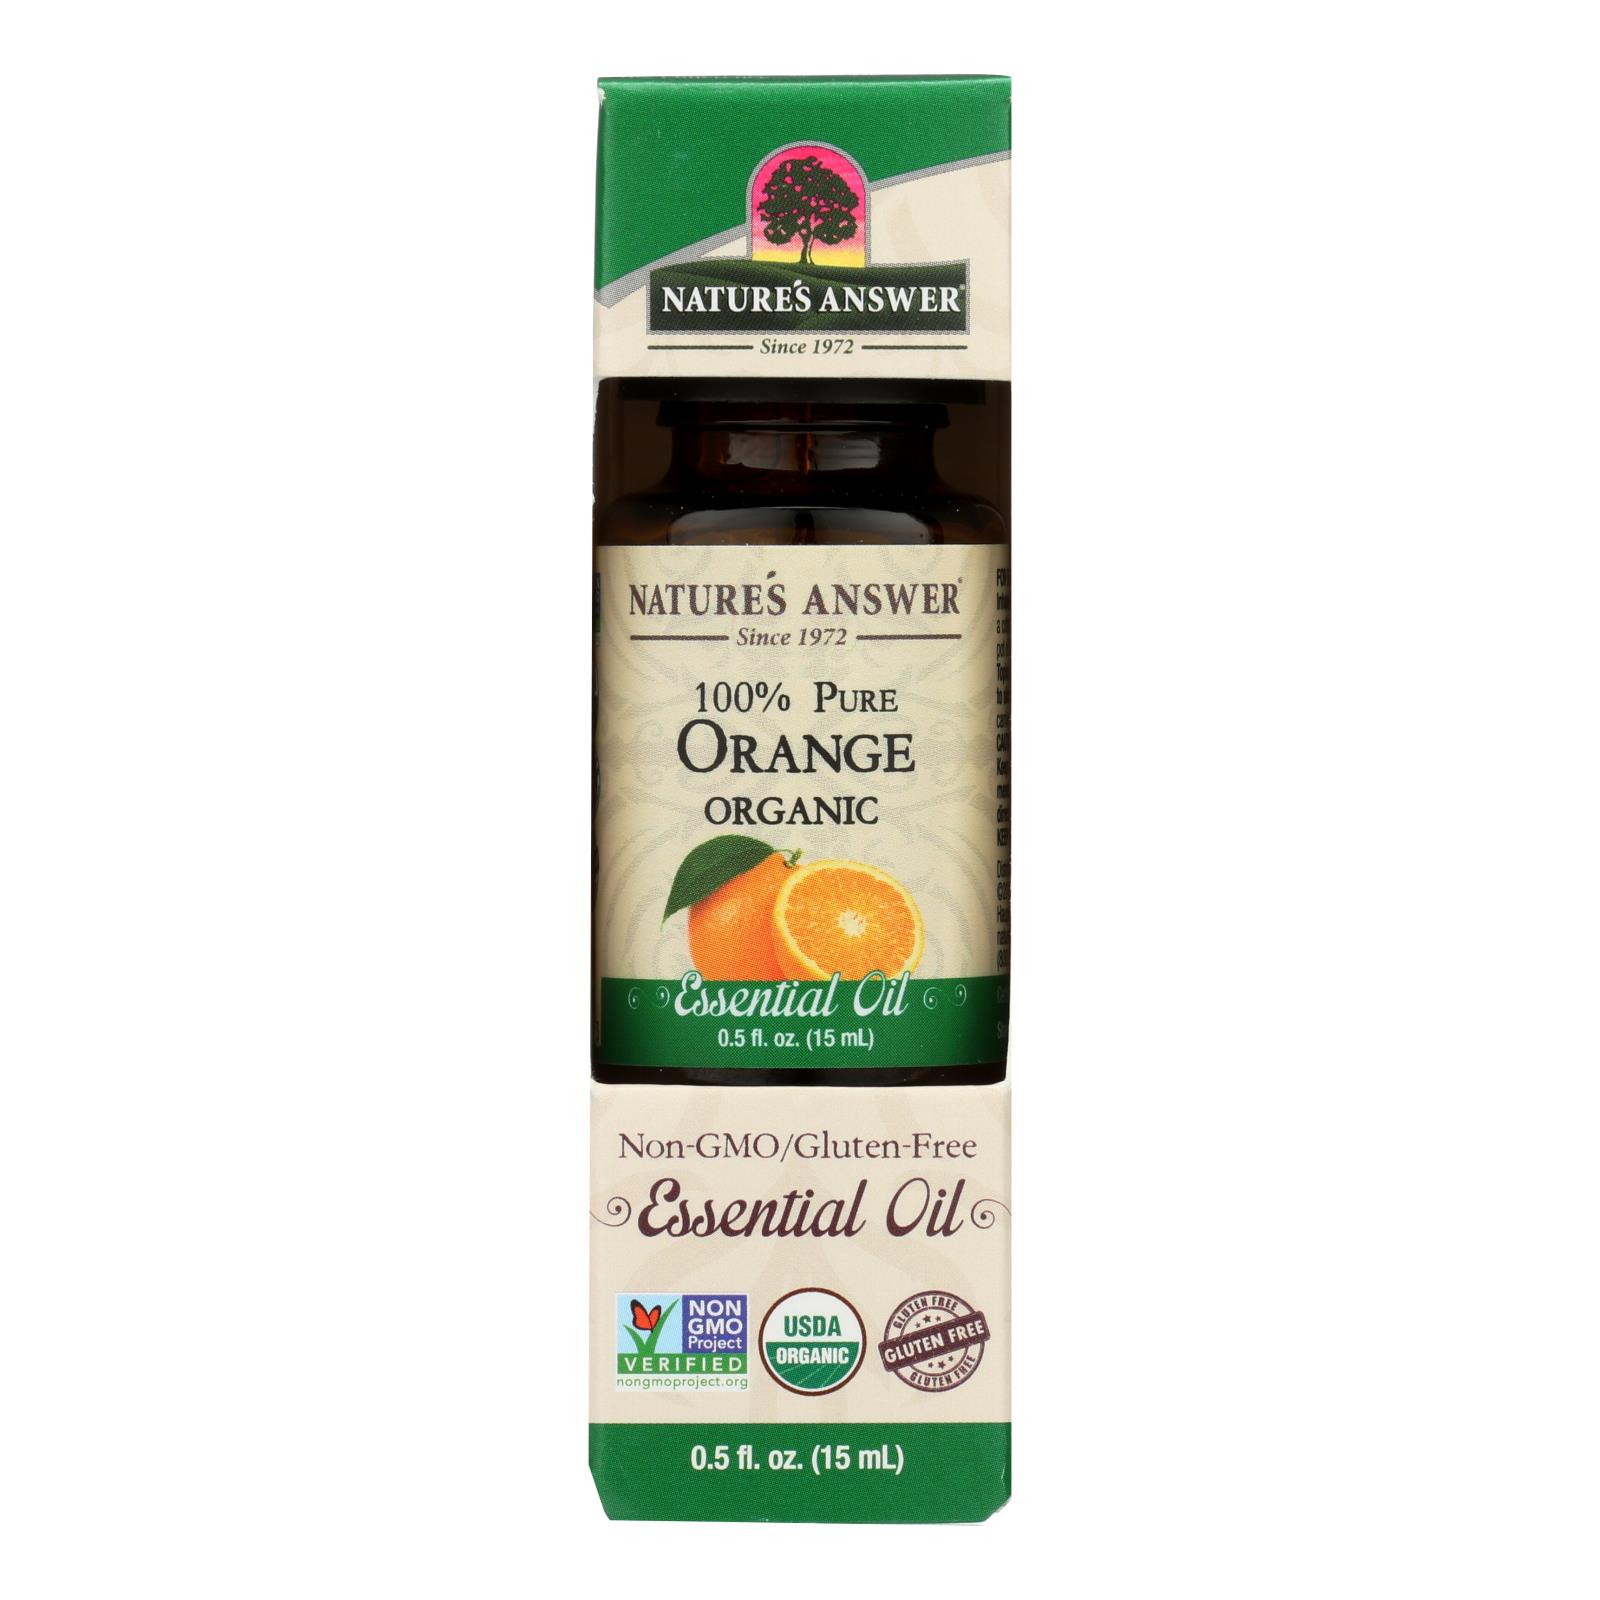 NATURE'S ANSWER®
Since 1972
NATURE'S ANSWER®
Since 1972
100% PURE
ORANGE
ORGANIC
Essential Oil
0.5 fl. oz. (15 mL)
Non-GMO/Gluten-Free
Essential Oil
NON
GMO
Project
VERIFIED
nongmoproject.org
USDA
ORGANIC
GLUTEN FREE
GLUTEN FREE
GLUTEN FREE
0.5 fl. oz. (15 mL)